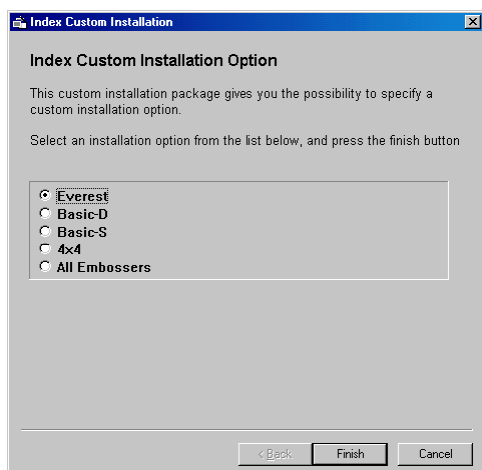 Index Custom Installation
Index Custom Installation Option
This custom installation package gives you the possibility to specify a
custom installation option.
Select an installation option from the list below, and press the finish button
Everest
Basic-D
Basic-S
4x4
All Embossers
< Back
Finish
Cancel